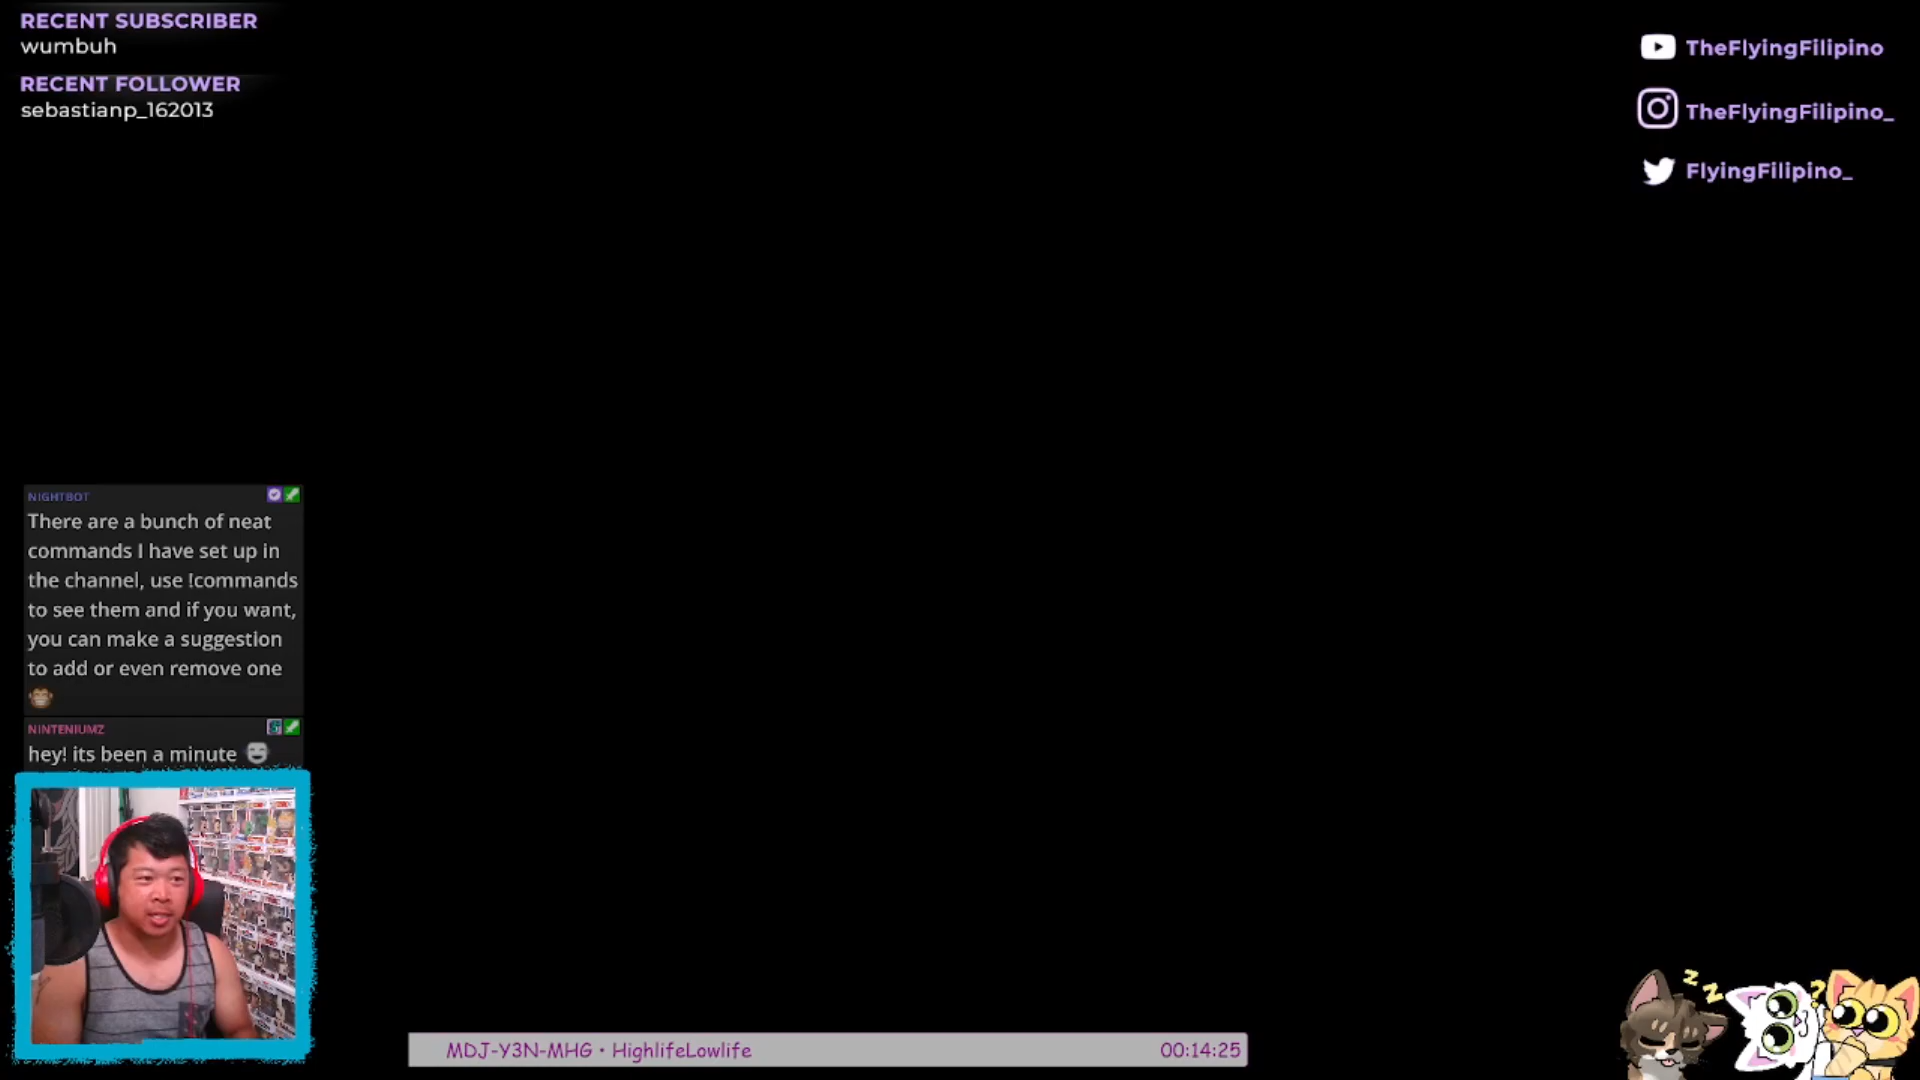 RECENT SUBSCRIBER
wumbuh
RECENT FOLLOWER
sebastianp_162013
TheFlyingFilipino
TheFlyingFilipino_
FlyingFilipino_
NIGHTBOT
There are a bunch of neat
commands I have set up in
the channel, use !commands
to see them and if you want,
you can make a suggestion
to add or even remove one
NINTENIUMZ
hey! its been a minute
MDJ-Y3N-MHG • HighlifeLowlife
00:14:25
z
z
?